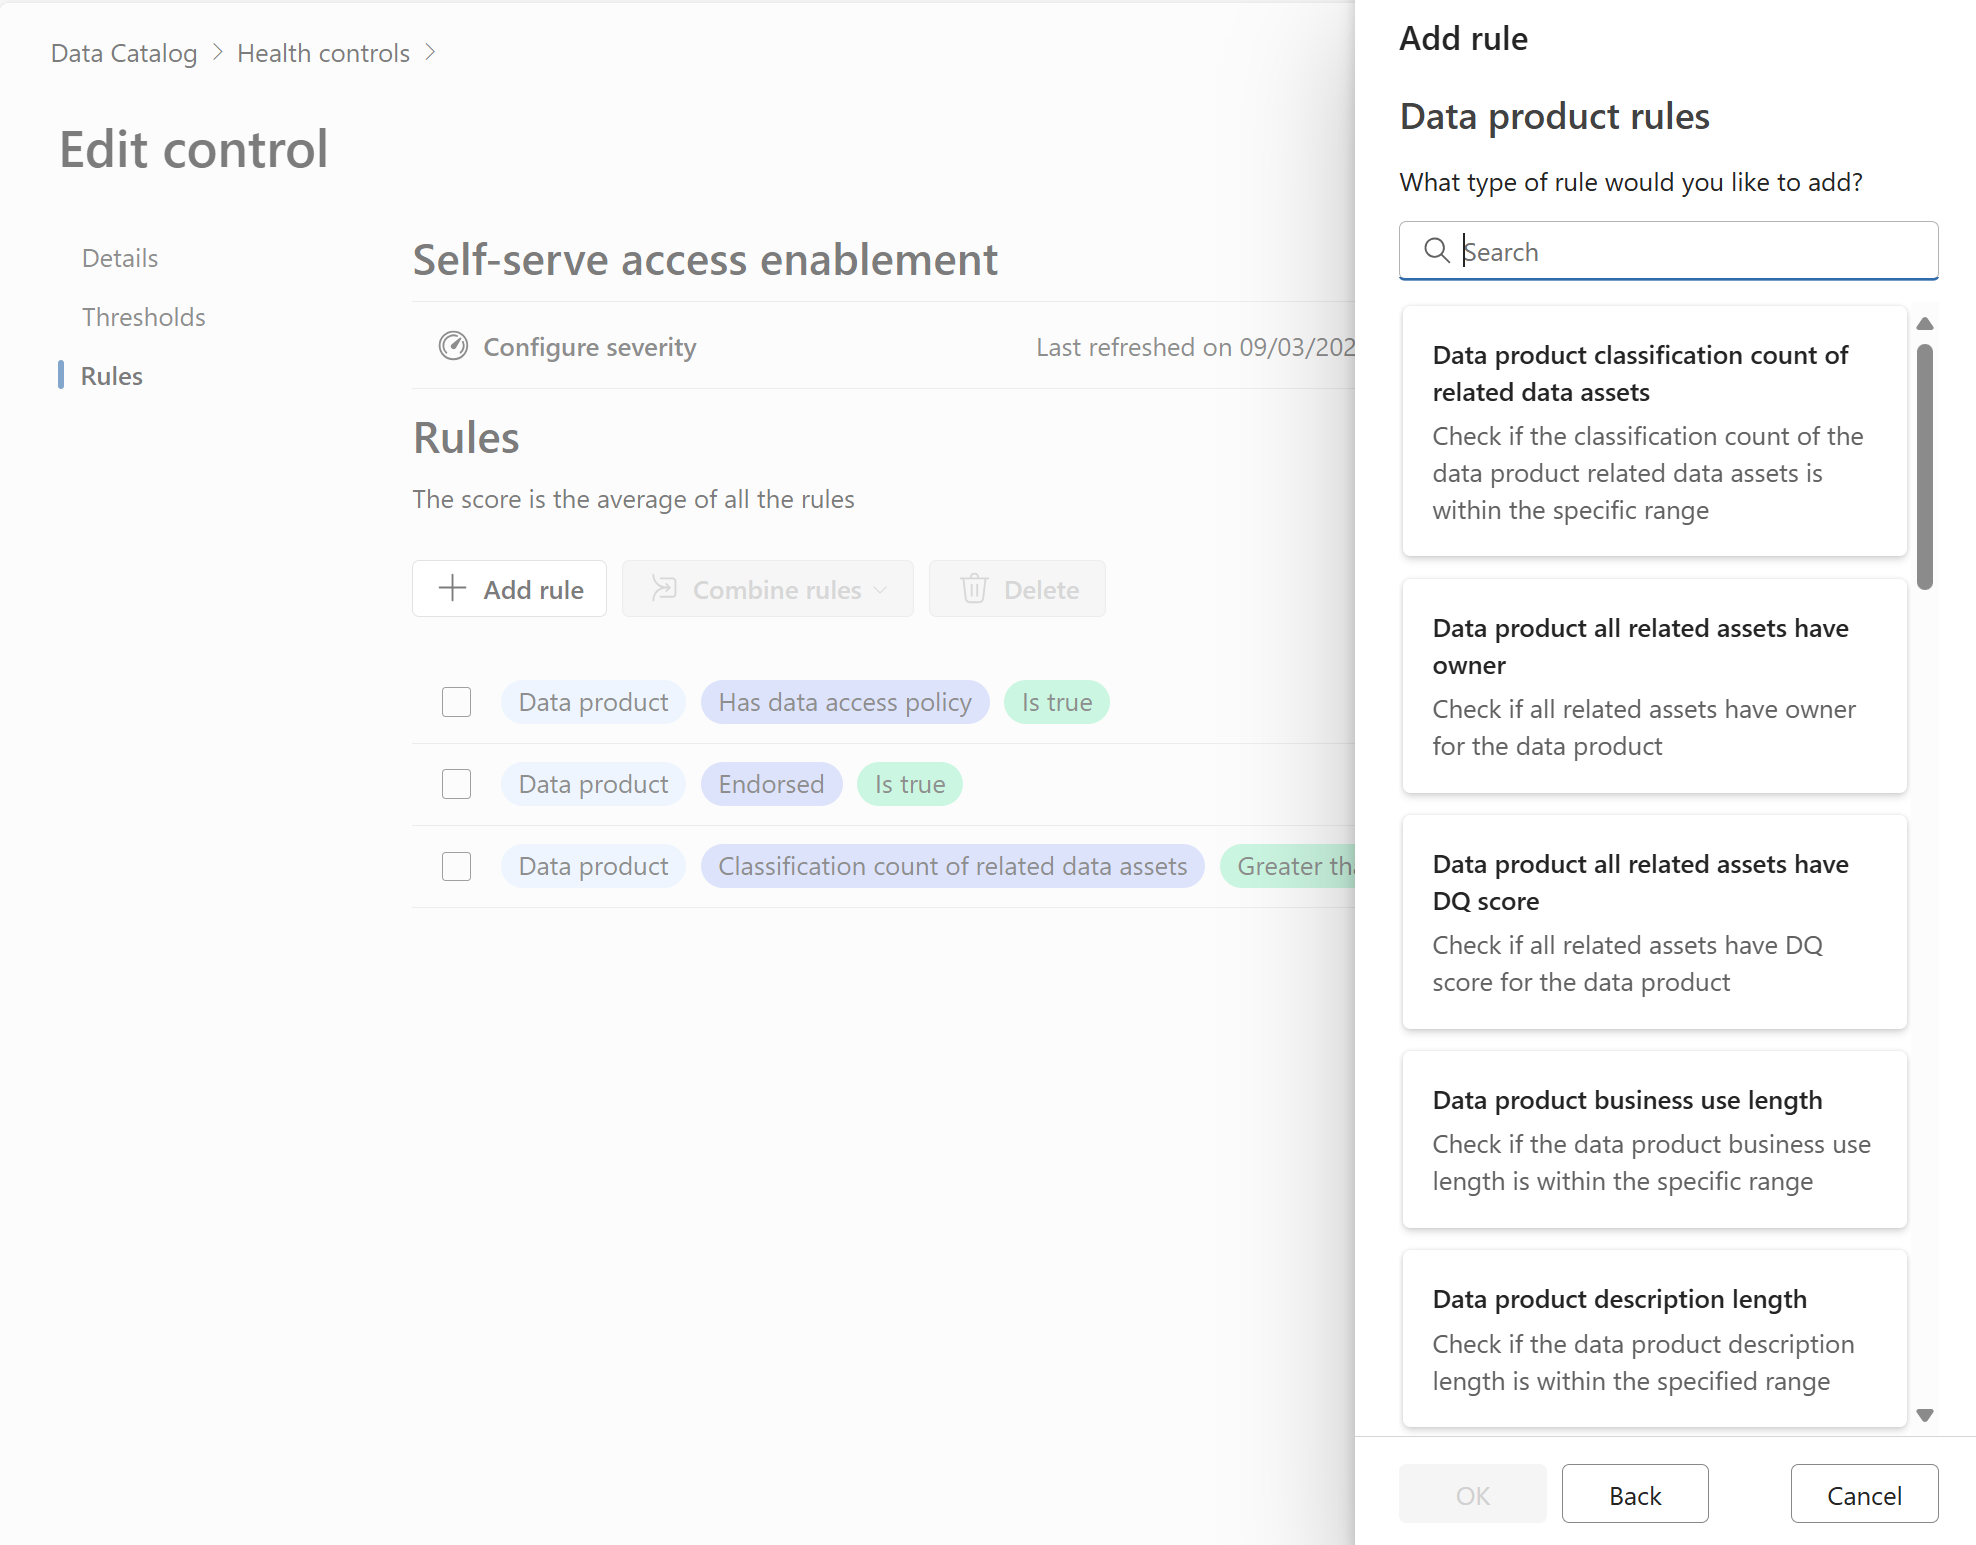 Data Catalog > Health controls >
Edit control
Details
Thresholds
Rules
Self-serve access enablement
Configure severity
Last refreshed on 09/03/202
Rules
The score is the average of all the rules
Add rule
Combine rules
Delete
Data product Has data access policy Is true
Data product Endorsed Is true
Data product Classification count of related data assets Greater tha
Add rule
Data product rules
What type of rule would you like to add?
Search
Data product classification count of
related data assets
Check if the classification count of the
data product related data assets is
within the specific range
Data product all related assets have
owner
Check if all related assets have owner
for the data product
Data product all related assets have
DQ score
Check if all related assets have DQ
score for the data product
Data product business use length
Check if the data product business use
length is within the specific range
Data product description length
Check if the data product description
length is within the specified range
OK
Back
Cancel